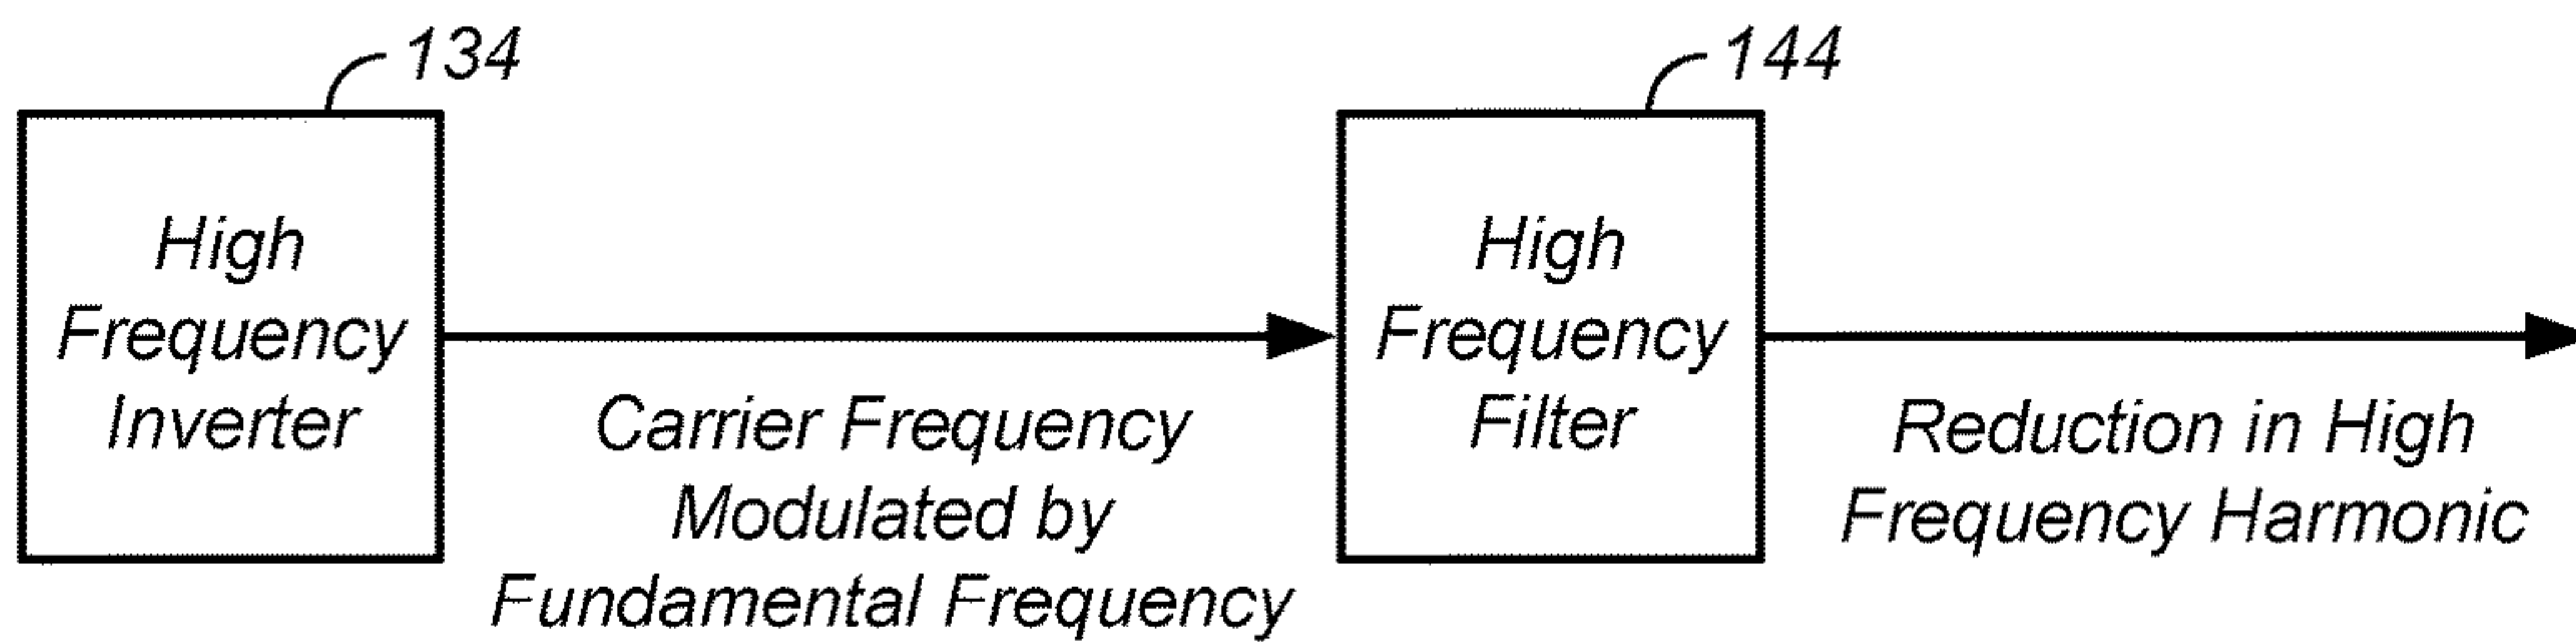 134
High
Frequency
Inverter
Carrier Frequency
Modulated by
Fundamental Frequency
144
High
Frequency
Filter
Reduction in High
Frequency Harmonic